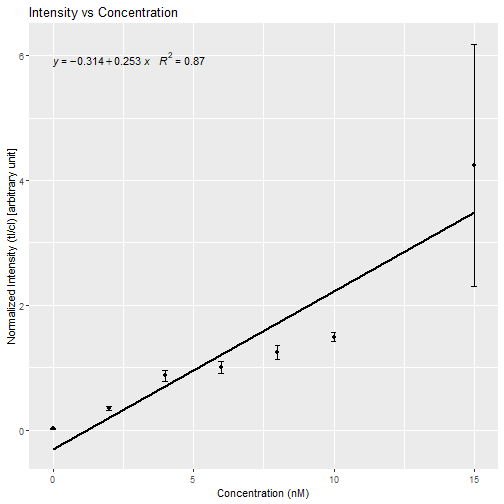 Intensity vs Concentration
y = −0.314 + 0.253 x R² = 0.87
6
4
2
0
Normalized Intensity (tl/cl) [arbitrary unit]
0 5 10 15
Concentration (nM)